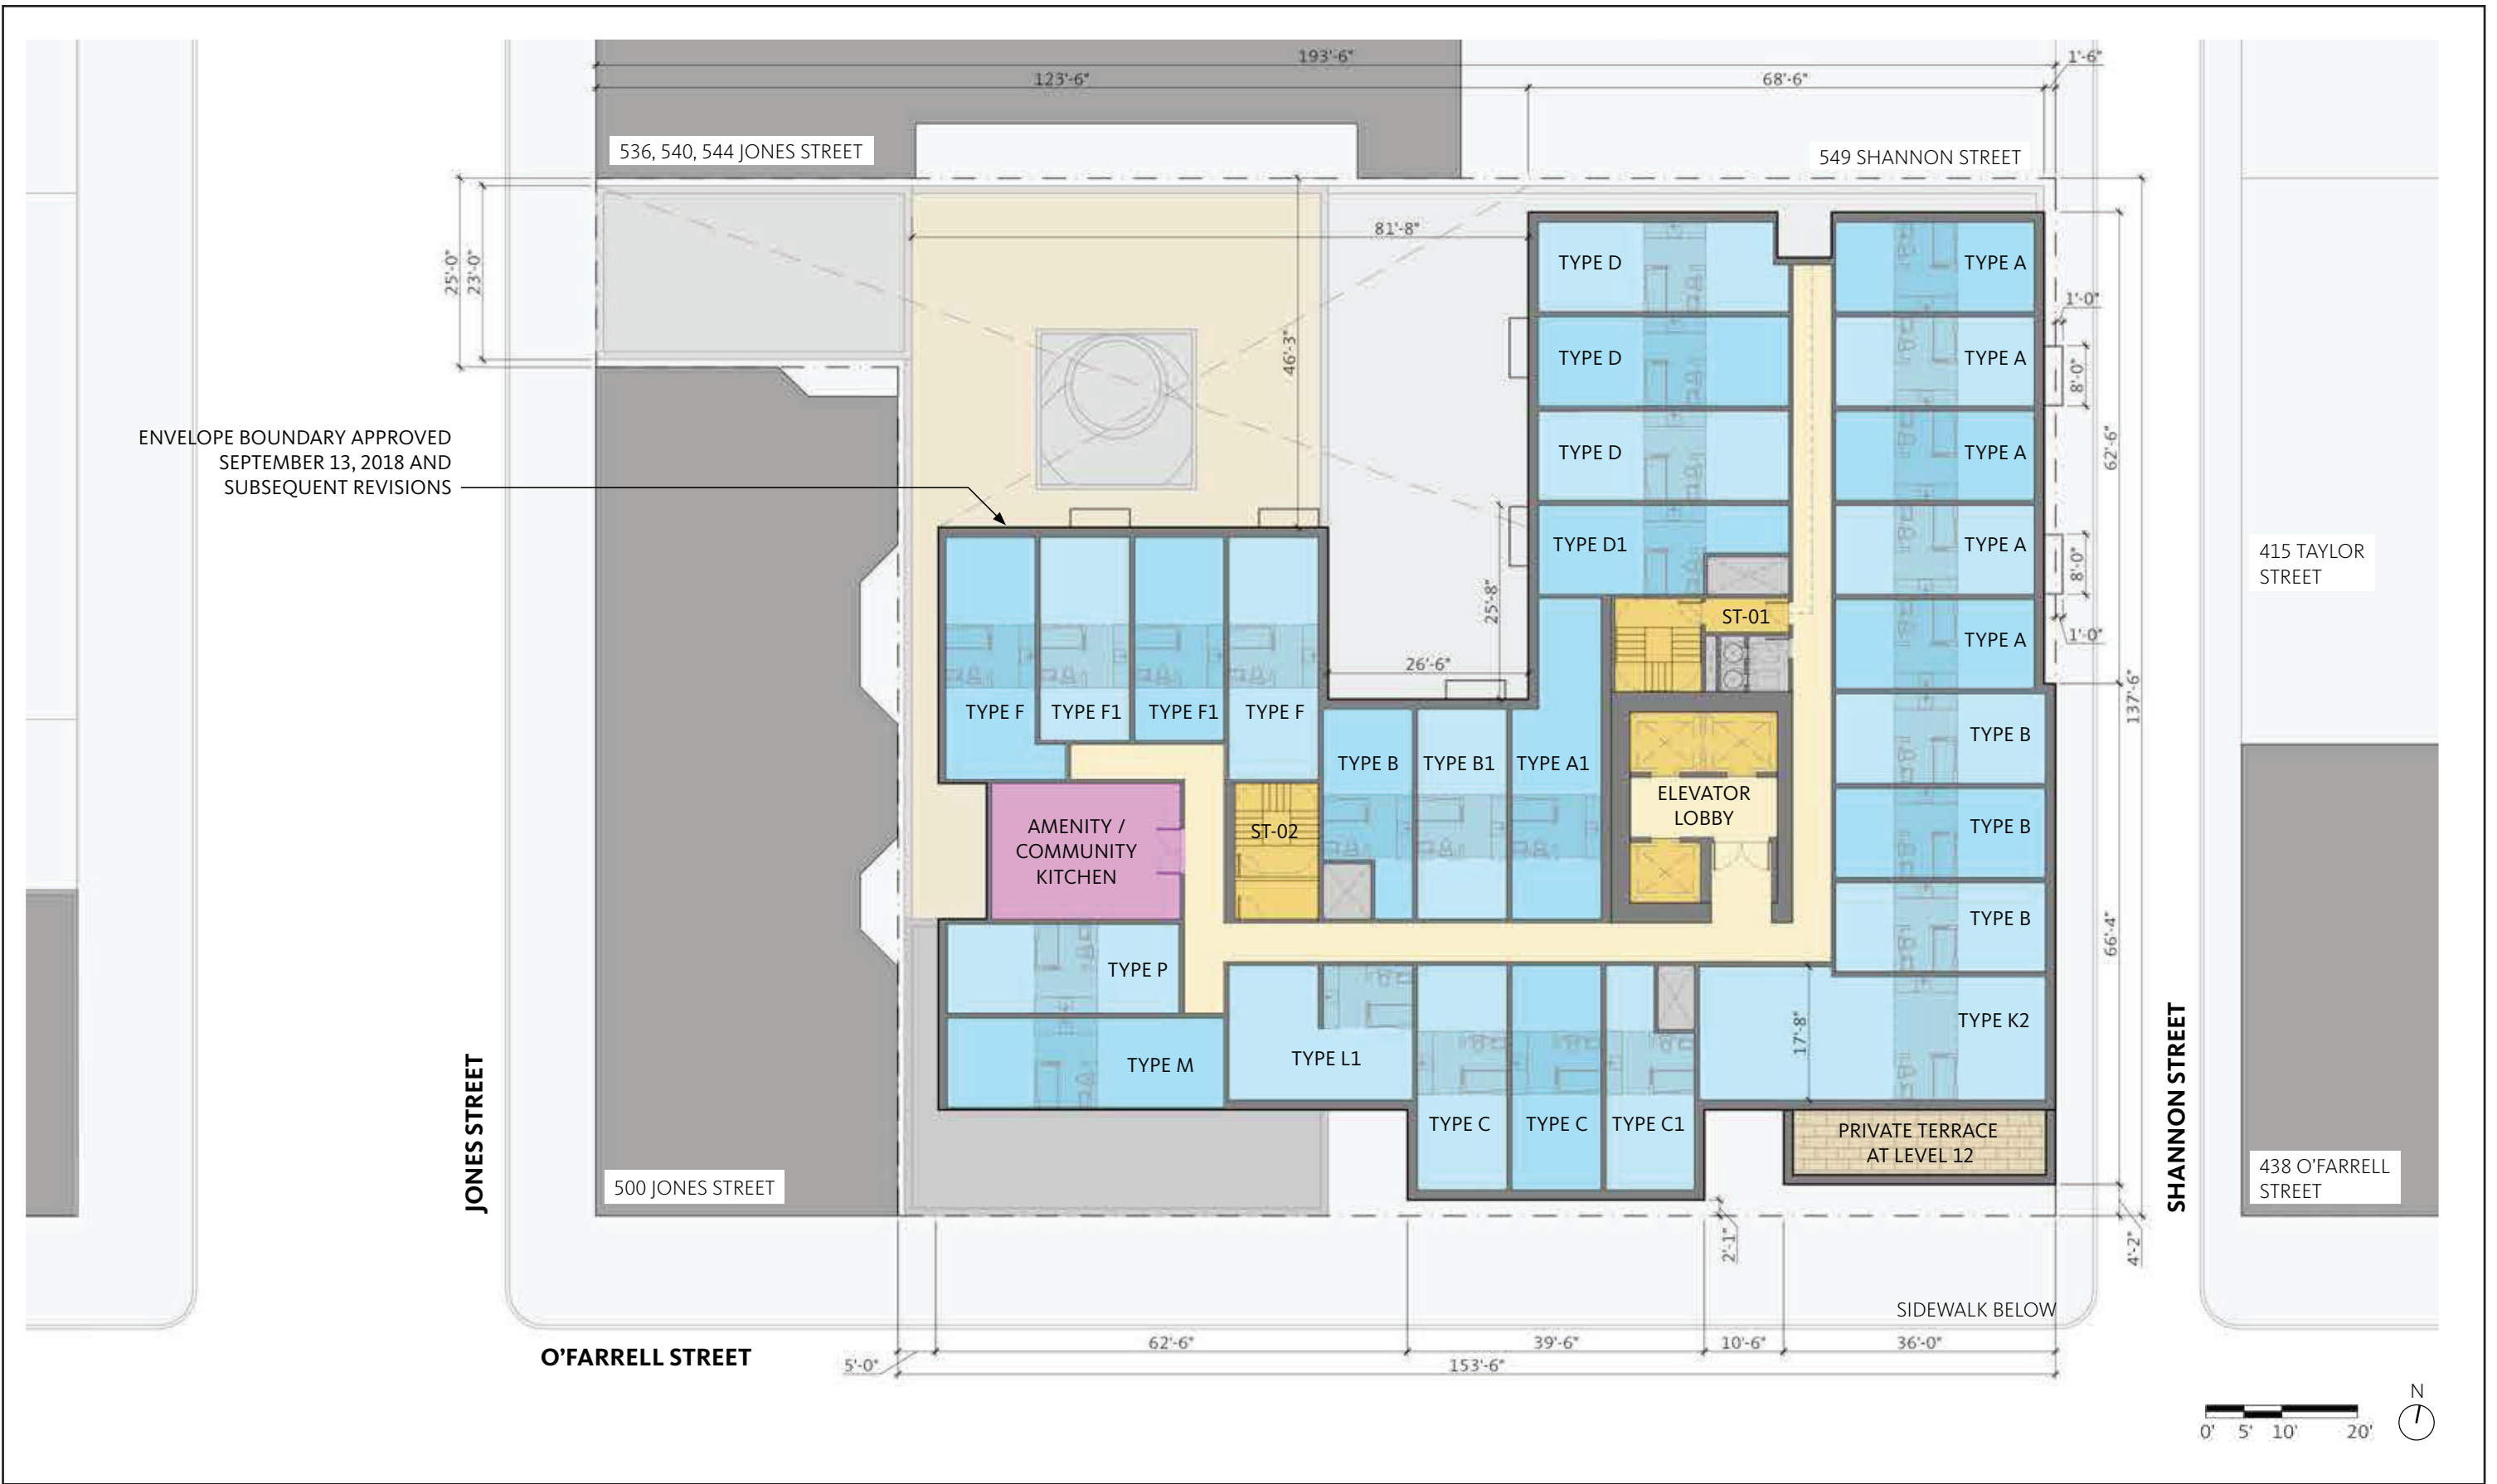 193'-6"
1'-6"
123'-6"
68'-6"
536, 540, 544 JONES STREET
549 SHANNON STREET
81'-8"
25'-0"
23'-0"
46'-3"
TYPE D
TYPE A
1'-0"
TYPE D
TYPE A
8'-0"
ENVELOPE BOUNDARY APPROVED
SEPTEMBER 13, 2018 AND
SUBSEQUENT REVISIONS
TYPE D
TYPE A
62'-6"
TYPE D1
TYPE A
8'-0"
415 TAYLOR
STREET
25'-8"
ST-01
TYPE A
1'-0"
26'-6"
137'-6"
TYPE F
TYPE F1
TYPE F1
TYPE F
TYPE B
TYPE B
TYPE B1
TYPE A1
ELEVATOR
LOBBY
AMENITY /
COMMUNITY
KITCHEN
ST-02
TYPE B
TYPE B
66'-4"
TYPE P
TYPE K2
17'-8"
TYPE M
TYPE L1
TYPE C
TYPE C
TYPE C1
PRIVATE TERRACE
AT LEVEL 12
JONES STREET
SHANNON STREET
500 JONES STREET
438 O'FARRELL
STREET
2'-1"
4'-2"
SIDEWALK BELOW
O'FARRELL STREET
5'-0"
62'-6"
39'-6"
10'-6"
36'-0"
153'-6"
N
0' 5' 10' 20'